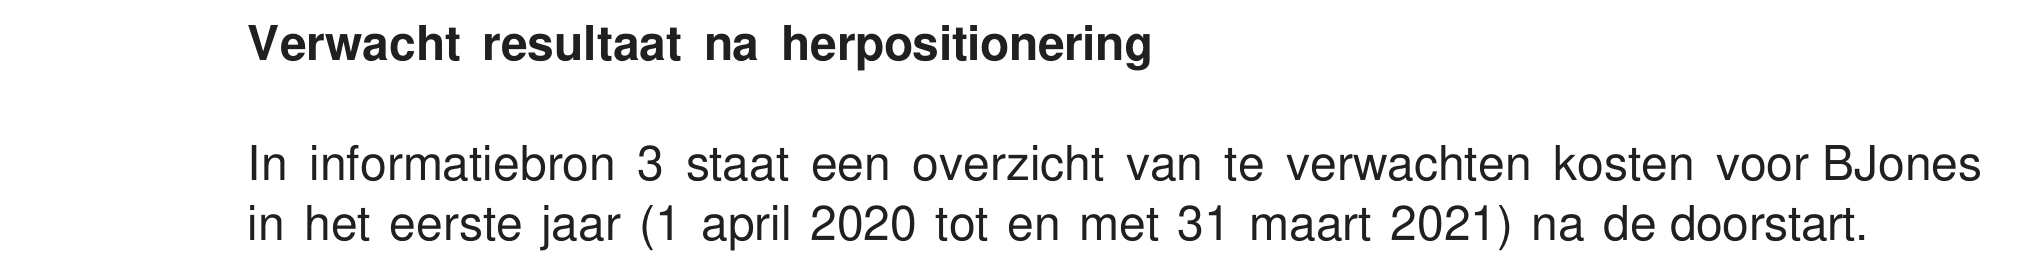 Verwacht resultaat na herpositionering
In informatiebron 3 staat een overzicht van te verwachten kosten voor BJones
in het eerste jaar (1 april 2020 tot en met 31 maart 2021) na de doorstart.